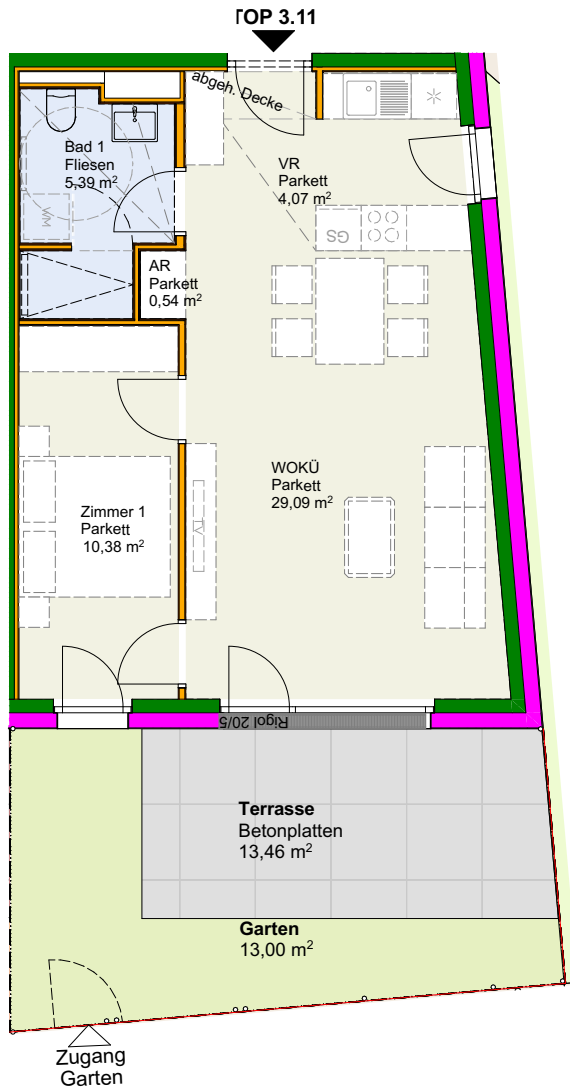 TOP 3.11
abgeh. Decke
Bad 1
Fliesen
5,39 m²
VR
Parkett
4,07 m²
WM
GS
AR
Parkett
0,54 m²
WOKÜ
Parkett
29,09 m²
Zimmer 1
Parkett
10,38 m²
TV
Rigol 20/5
Terrasse
Betonplatten
13,46 m²
Garten
13,00 m²
Zugang
Garten